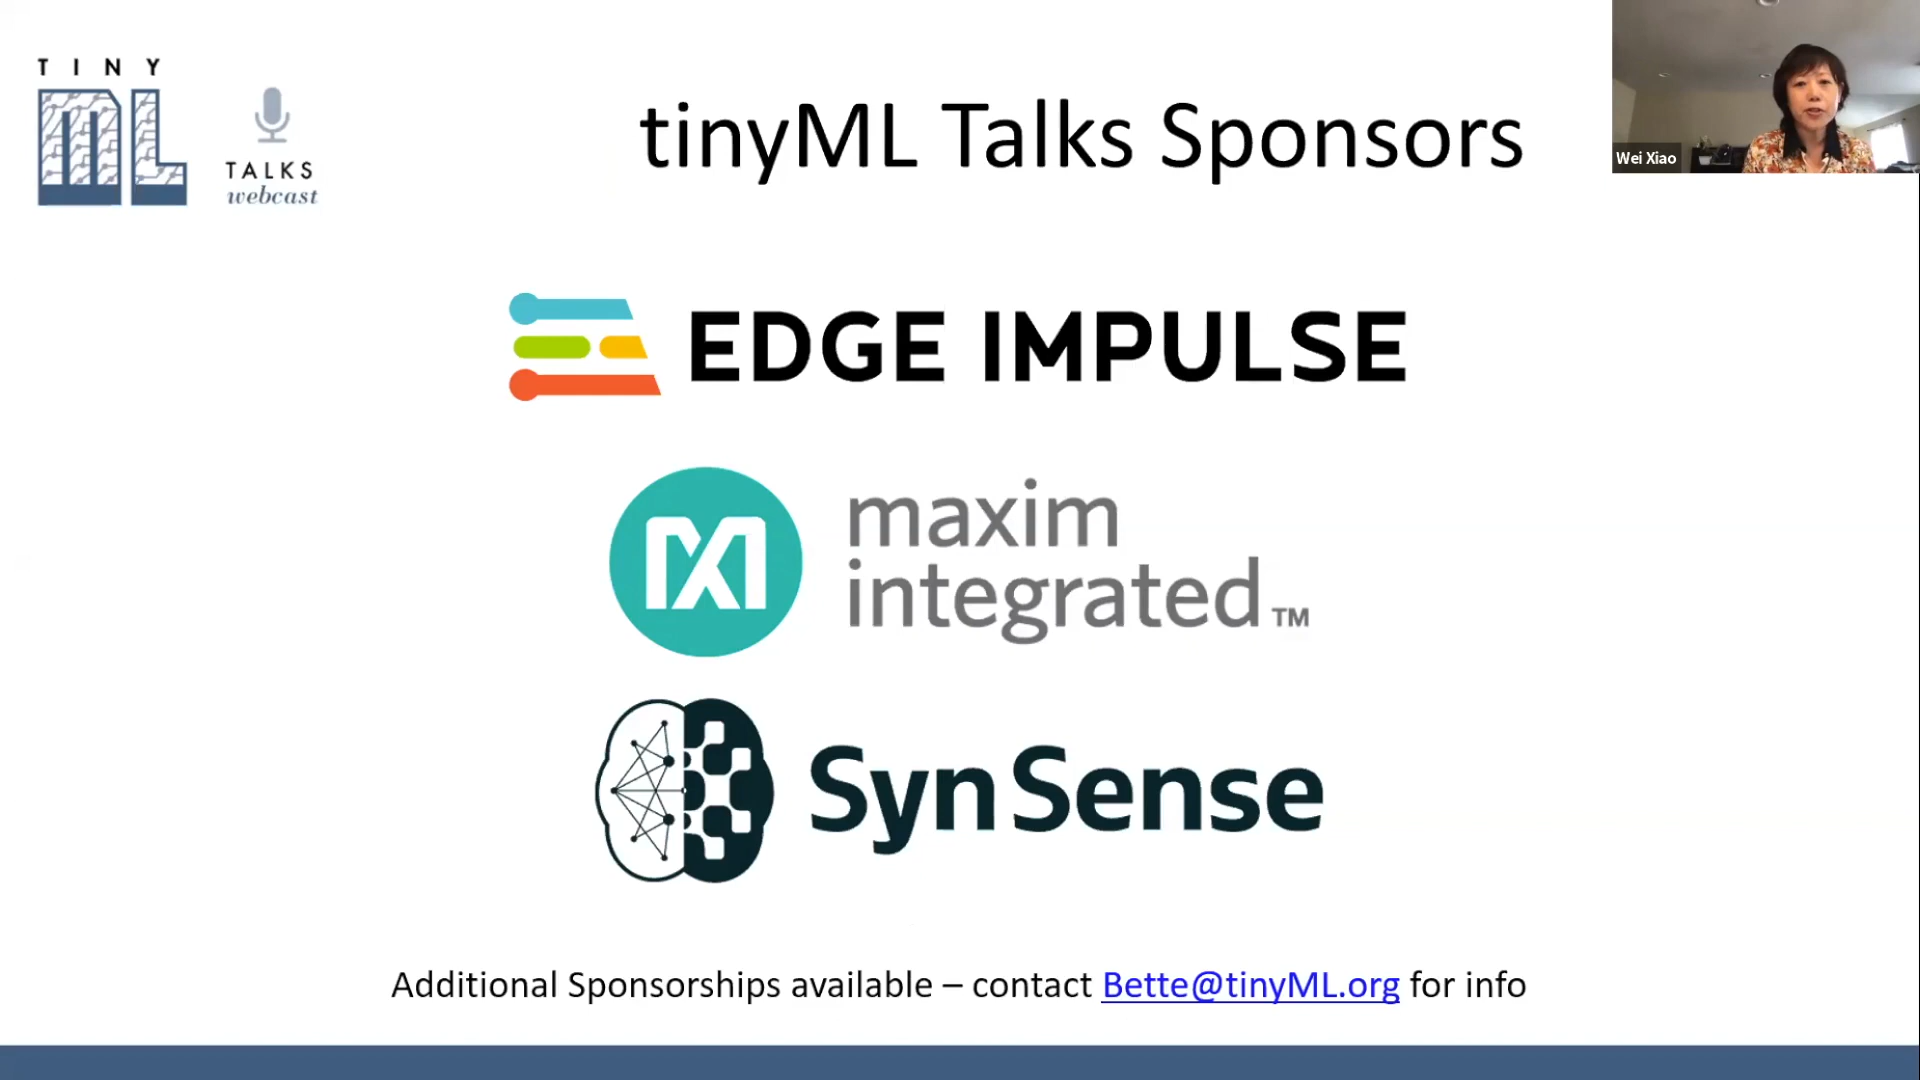 TINY
ML
TALKS
webcast
tinyML Talks Sponsors
Wei Xiao
EDGE IMPULSE
maxim
integrated™
SynSense
Additional Sponsorships available – contact Bette@tinyML.org for info